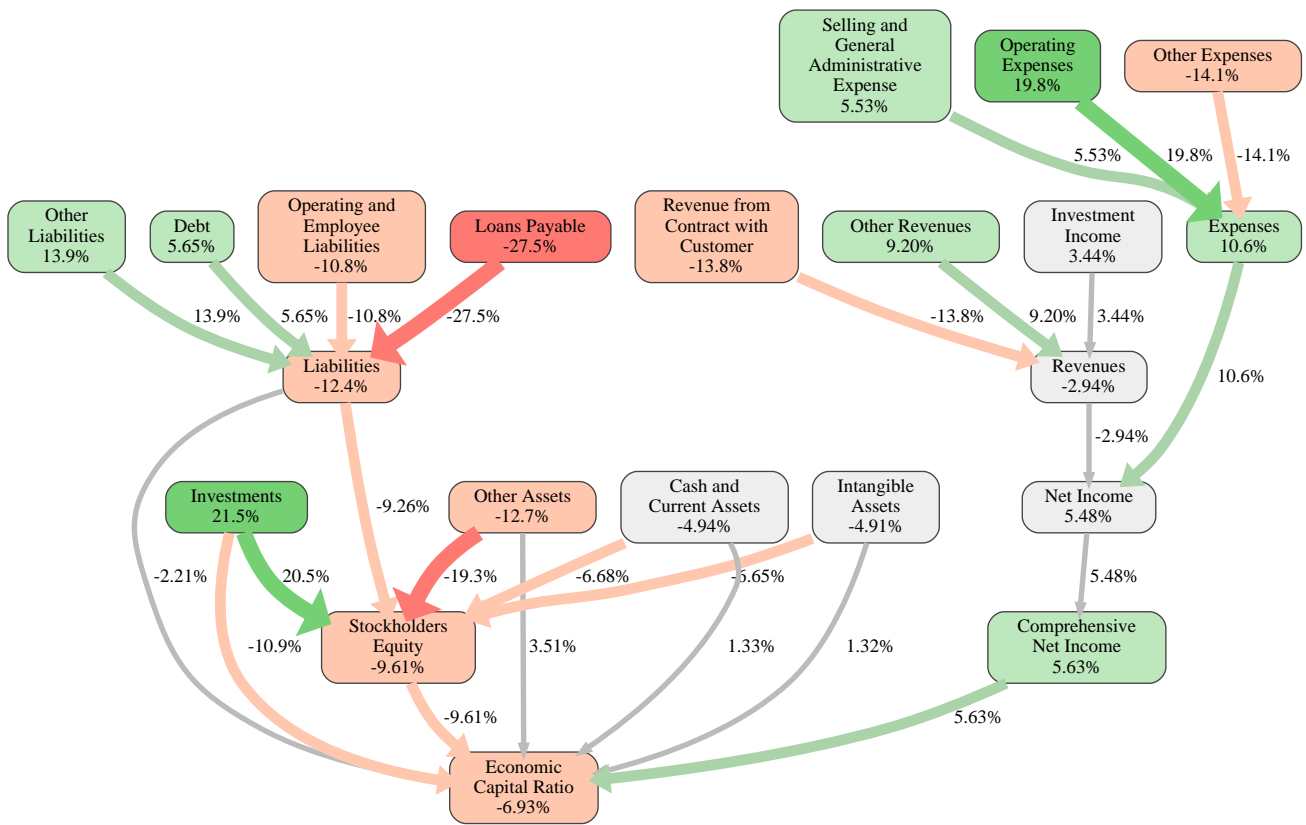 Selling and
General
Administrative
Expense
5.53%
Operating
Expenses
19.8%
Other Expenses
-14.1%
5.53%
19.8%
-14.1%
Other
Liabilities
13.9%
Debt
5.65%
Operating and
Employee
Liabilities
-10.8%
Loans Payable
-27.5%
Revenue from
Contract with
Customer
-13.8%
Other Revenues
9.20%
Investment
Income
3.44%
Expenses
10.6%
13.9%
5.65%
-10.8%
-27.5%
-13.8%
9.20%
3.44%
Liabilities
-12.4%
Revenues
-2.94%
10.6%
-2.94%
Investments
21.5%
-9.26%
Other Assets
-12.7%
Cash and
Current Assets
-4.94%
Intangible
Assets
-4.91%
Net Income
5.48%
-2.21%
20.5%
-19.3%
-6.68%
-6.65%
5.48%
Stockholders
Equity
-9.61%
Comprehensive
Net Income
5.63%
-10.9%
3.51%
1.33%
1.32%
-9.61%
5.63%
Economic
Capital Ratio
-6.93%